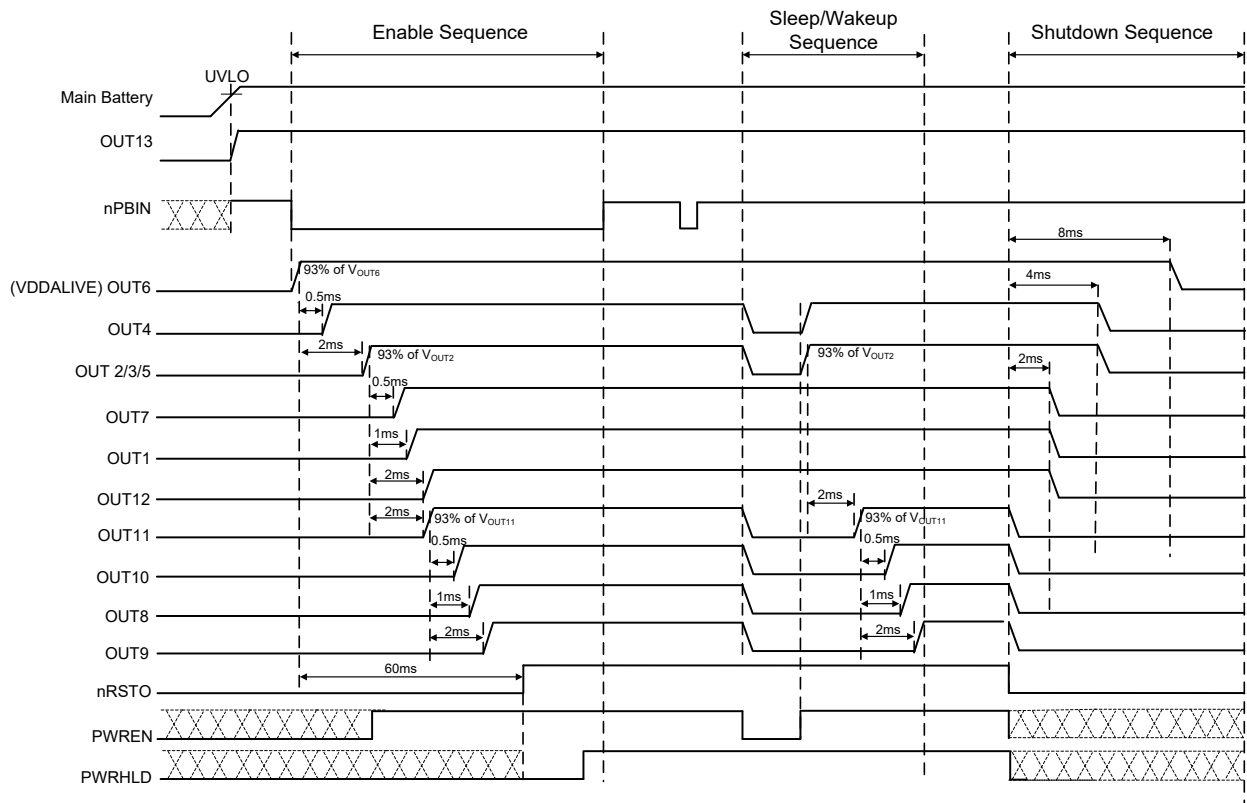 Enable Sequence
Sleep/Wakeup
Sequence
Shutdown Sequence
UVLO
Main Battery
OUT13
nPBIN
8ms
93% of VOUT6
(VDDALIVE) OUT6
4ms
0.5ms
OUT4
2ms
93% of VOUT2
93% of VOUT2
2ms
OUT 2/3/5
0.5ms
OUT7
1ms
OUT1
2ms
OUT12
2ms
2ms
93% of VOUT11
93% of VOUT11
OUT11
0.5ms
0.5ms
OUT10
1ms
1ms
OUT8
2ms
2ms
OUT9
60ms
nRSTO
PWREN
PWRHLD